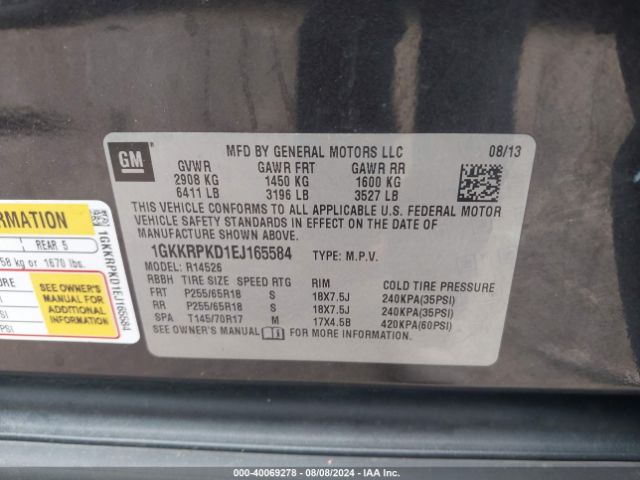 GM
MFD BY GENERAL MOTORS LLC 08/13
GVWR GAWR FRT GAWR RR
2908 KG 1450 KG 1600 KG
6411 LB 3196 LB 3527 LB
THIS VEHICLE CONFORMS TO ALL APPLICABLE U.S. FEDERAL MOTOR
VEHICLE SAFETY STANDARDS IN EFFECT ON THE DATE OF
MANUFACTURE SHOWN ABOVE.
1GKKRPKD1EJ165584 TYPE: M.P.V.
MODEL: R14526
RBBH TIRE SIZE SPEED RTG RIM COLD TIRE PRESSURE
FRT P255/65R18 S 18X7.5J 240KPA(35PSI)
RR P255/65R18 S 18X7.5J 240KPA(35PSI)
SPA T145/70R17 M 17X4.5B 420KPA(60PSI)
SEE OWNER'S MANUAL FOR MORE INFORMATION.
RMATION
REAR 5
58 kg or 1670 lbs.
SEE OWNER'S
MANUAL FOR
ADDITIONAL
INFORMATION
1GKKRPKD1EJ165584
000-40069278 - 08/08/2024 - IAA Inc.